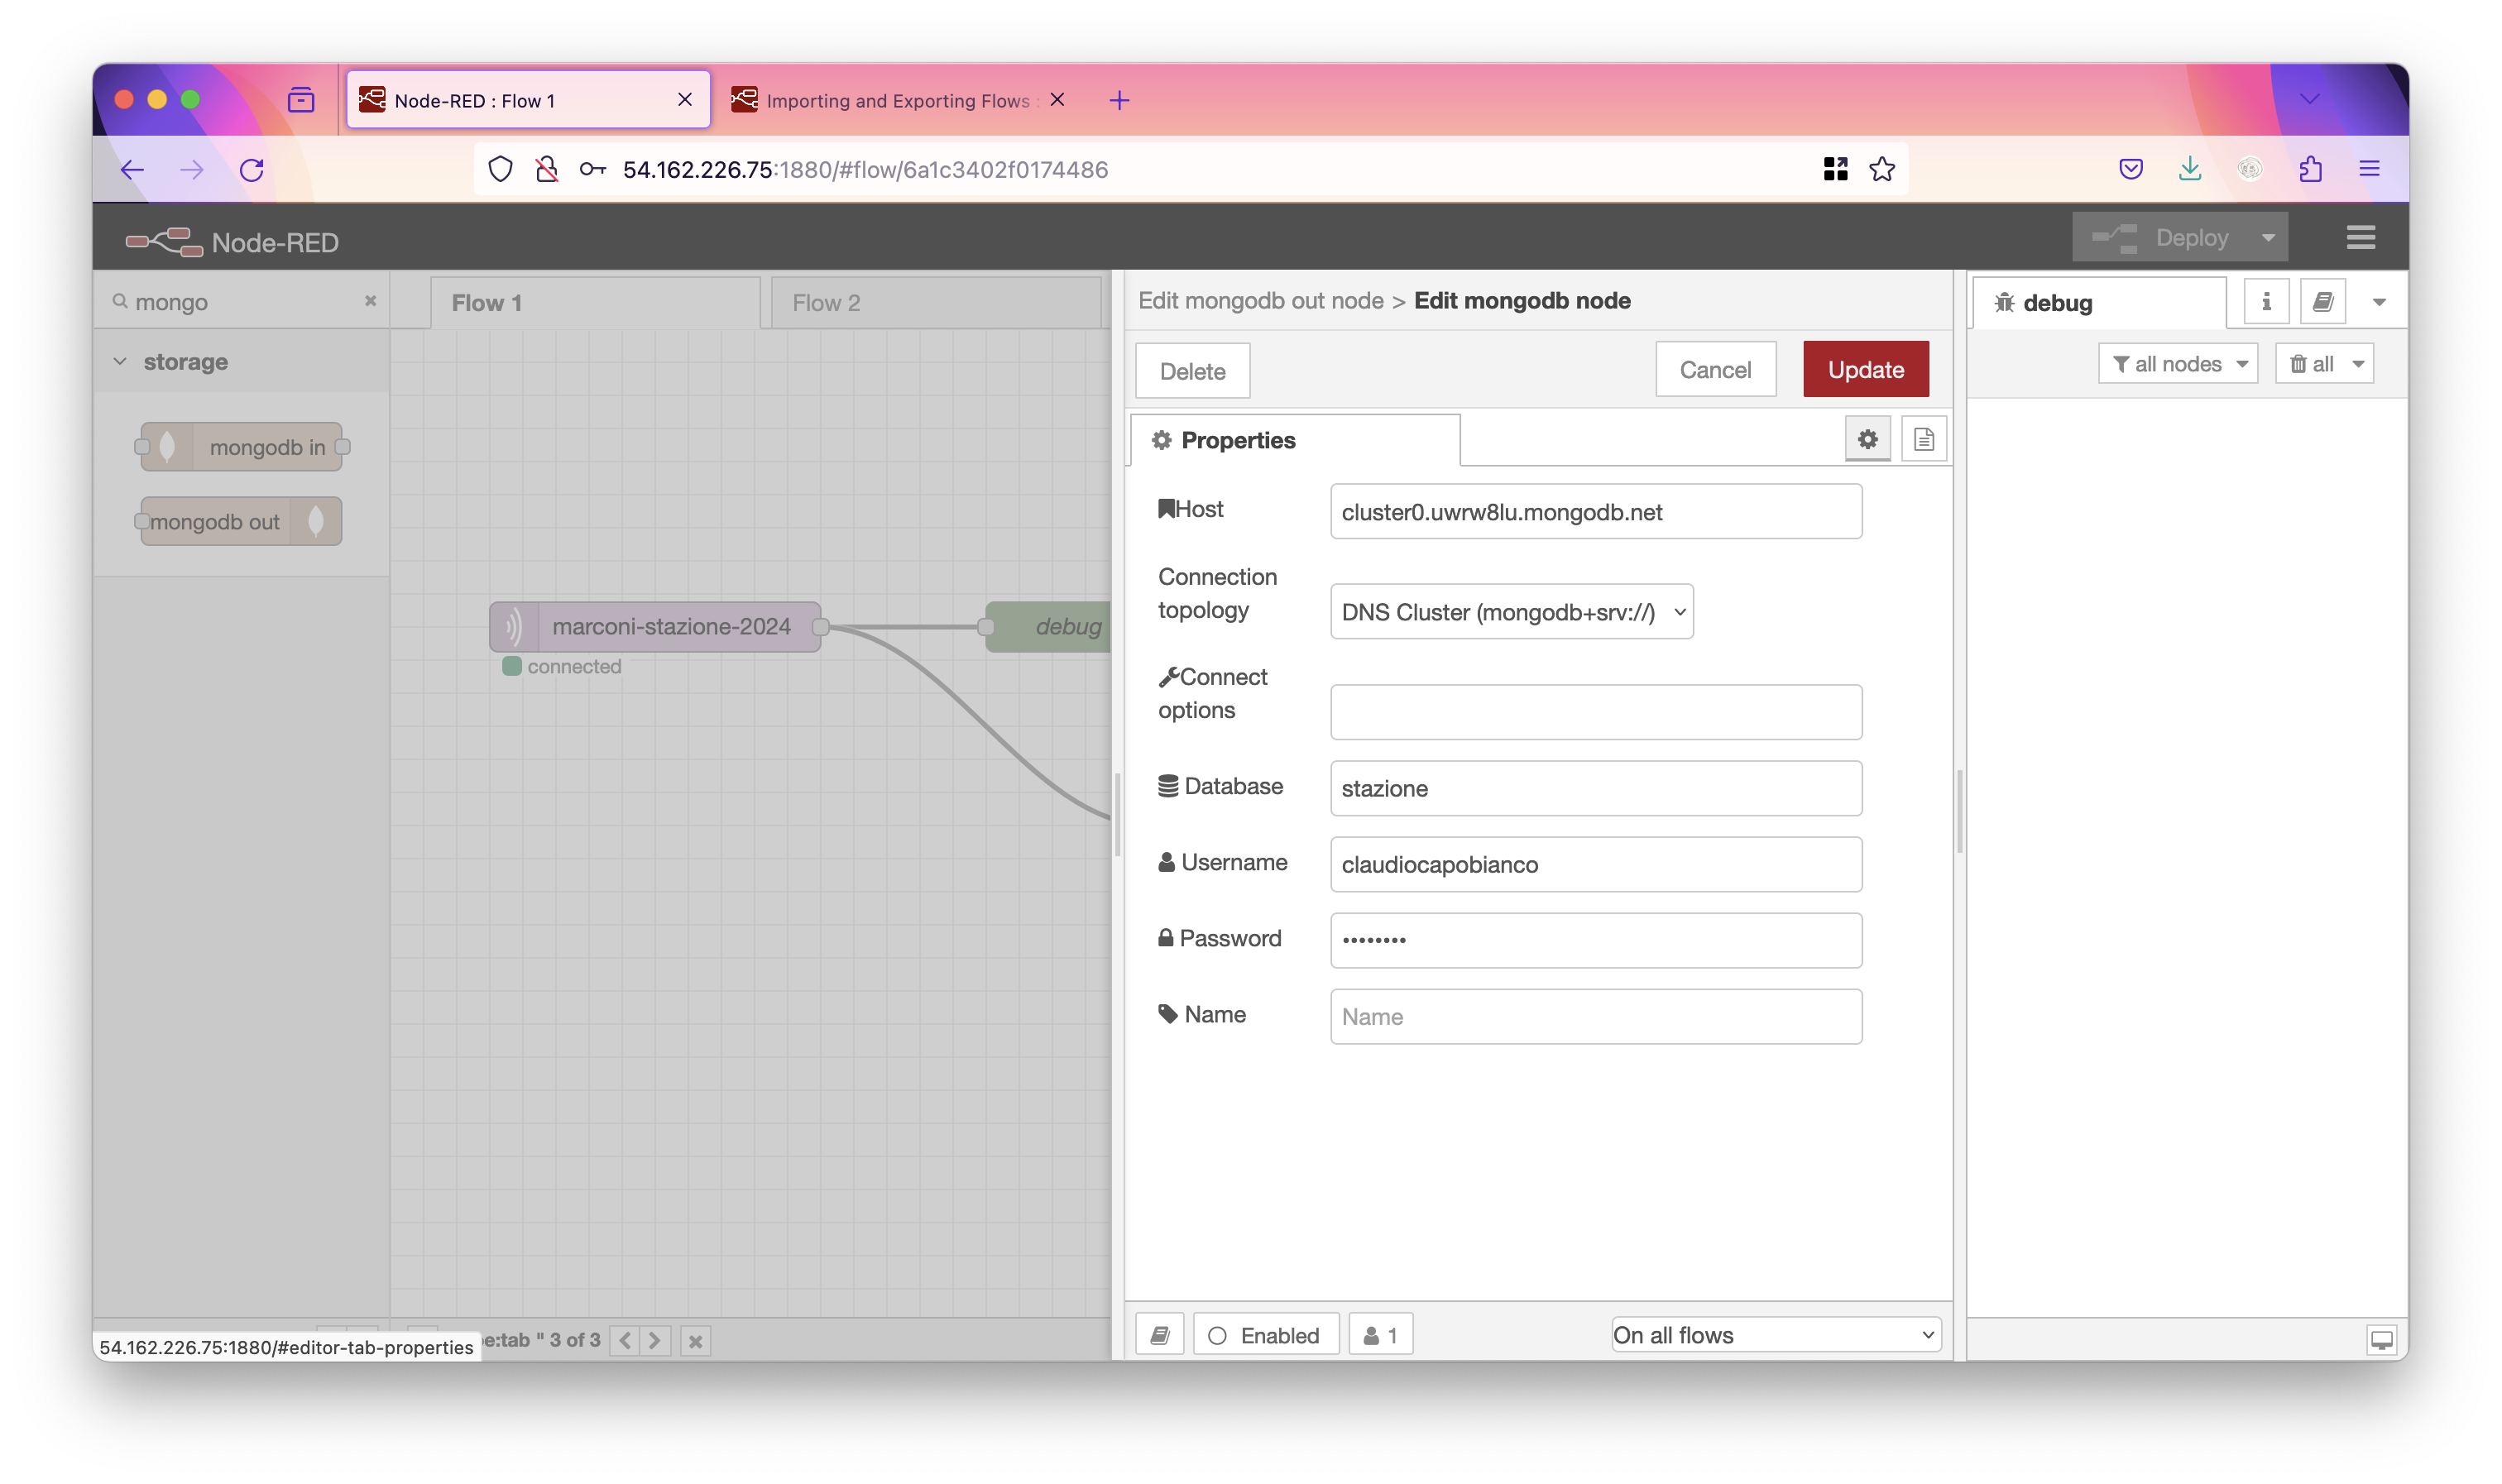 Node-RED : Flow 1
Importing and Exporting Flows :
54.162.226.75:1880/#flow/6a1c3402f0174486
Node-RED
Deploy
mongo
Flow 1
Flow 2
Edit mongodb out node > Edit mongodb node
debug
storage
Delete
Cancel
Update
all nodes
all
mongodb in
mongodb out
Properties
Host
cluster0.uwrw8lu.mongodb.net
Connection
topology
DNS Cluster (mongodb+srv://)
marconi-stazione-2024
debug
connected
Connect
options
Database
stazione
Username
claudiocapobianco
Password
••••••••
Name
Name
54.162.226.75:1880/#editor-tab-properties
e:tab " 3 of 3
Enabled
1
On all flows